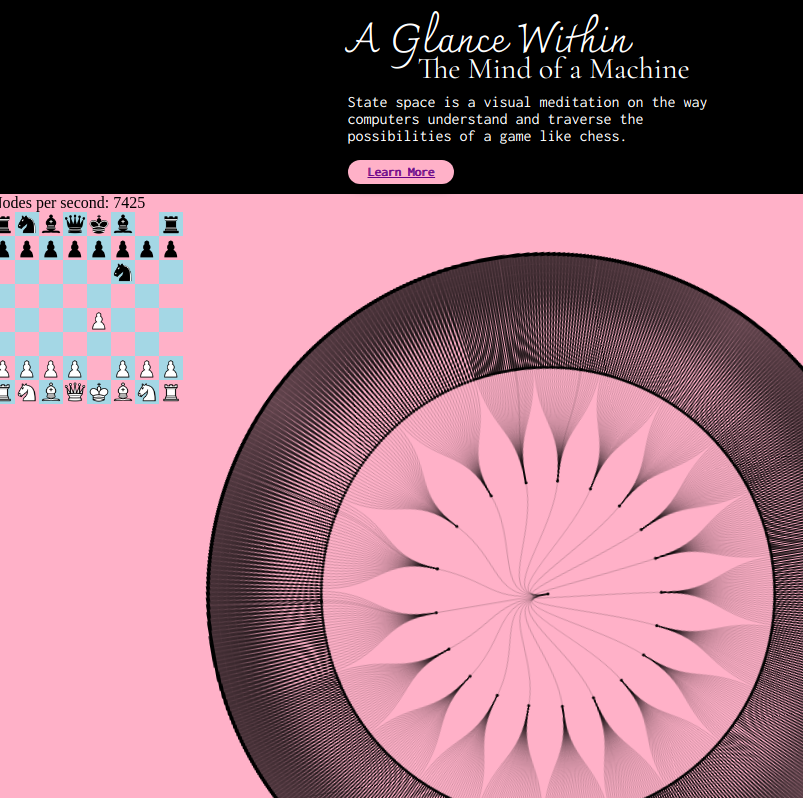 A Glance Within
The Mind of a Machine
State space is a visual meditation on the way
computers understand and traverse the
possibilities of a game like chess.
Learn More
Nodes per second: 7425